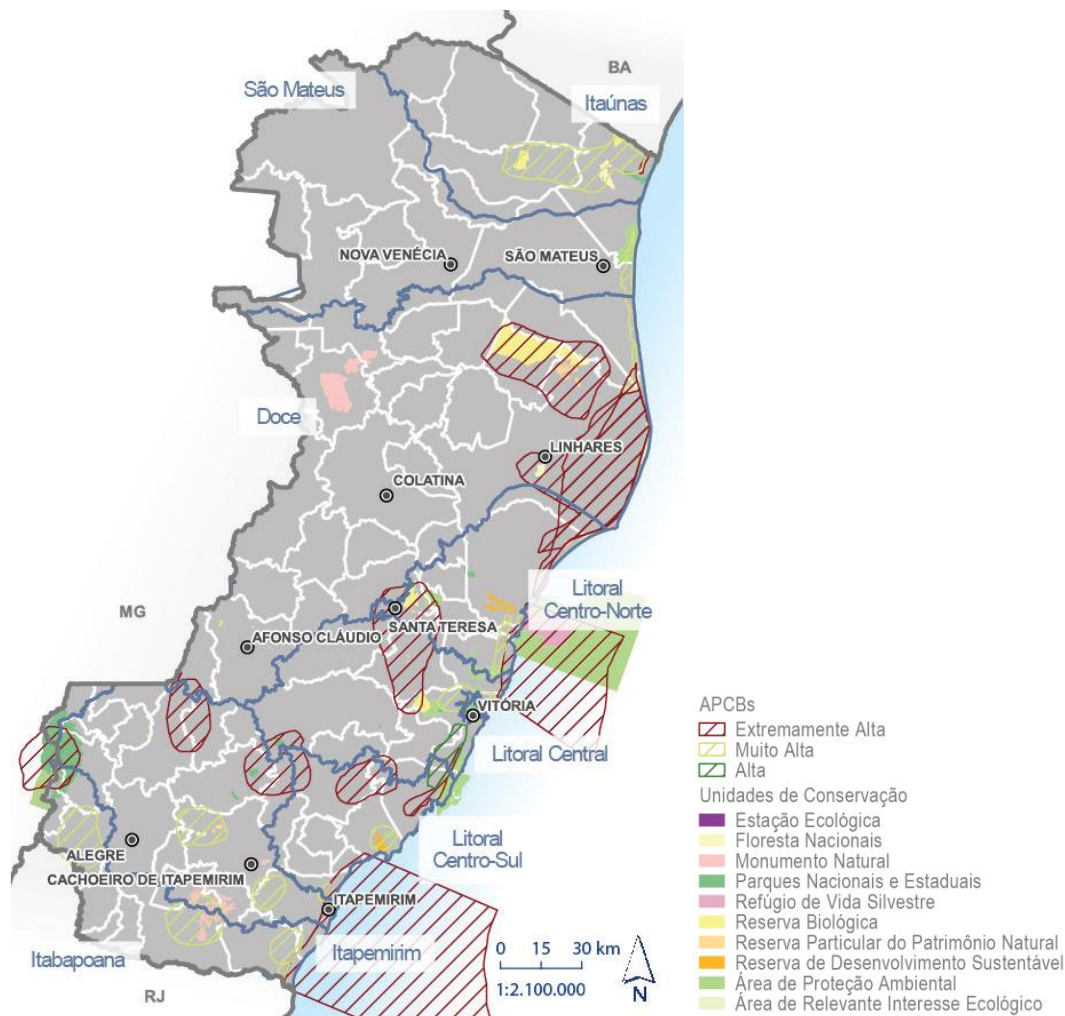 BA
São Mateus
Itaúnas
NOVA VENÉCIA
SÃO MATEUS
Doce
LINHARES
COLATINA
Litoral
Centro-Norte
MG
SANTA TERESA
AFONSO CLÁUDIO
VITÓRIA
Litoral Central
Litoral
Centro-Sul
ALEGRE
CACHOEIRO DE ITAPEMIRIM
ITAPEMIRIM
Itabapoana
Itapemirim
RJ
0 15 30 km
1:2.100.000
N
APCBs
Extremamente Alta
Muito Alta
Alta
Unidades de Conservação
Estação Ecológica
Floresta Nacionais
Monumento Natural
Parques Nacionais e Estaduais
Refúgio de Vida Silvestre
Reserva Biológica
Reserva Particular do Patrimônio Natural
Reserva de Desenvolvimento Sustentável
Área de Proteção Ambiental
Área de Relevante Interesse Ecológico